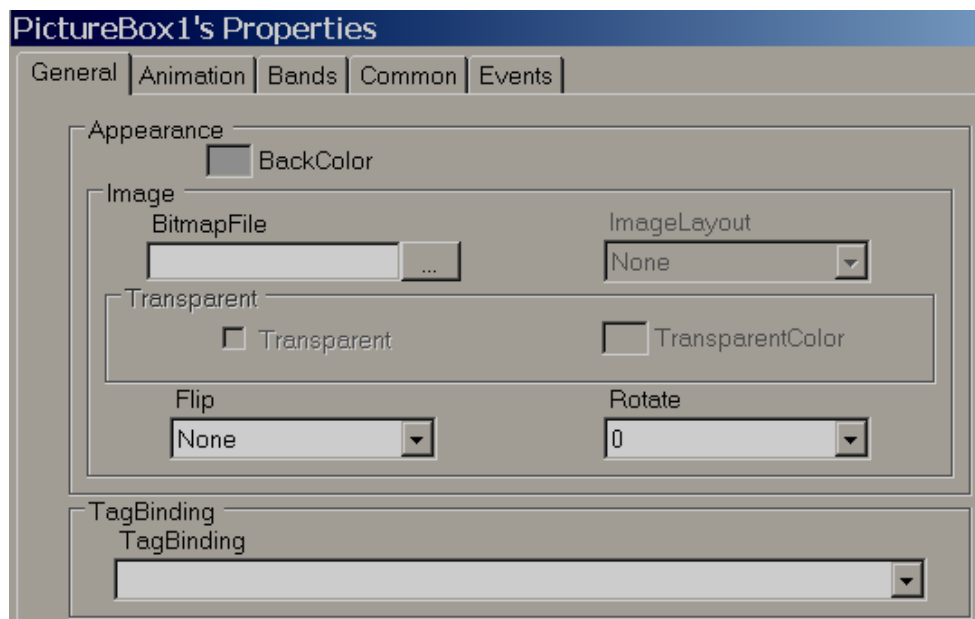 PictureBox1's Properties
General Animation Bands Common Events
Appearance
BackColor
Image
BitmapFile ImageLayout
... None
Transparent
Transparent TransparentColor
Flip Rotate
None 0
TagBinding
TagBinding